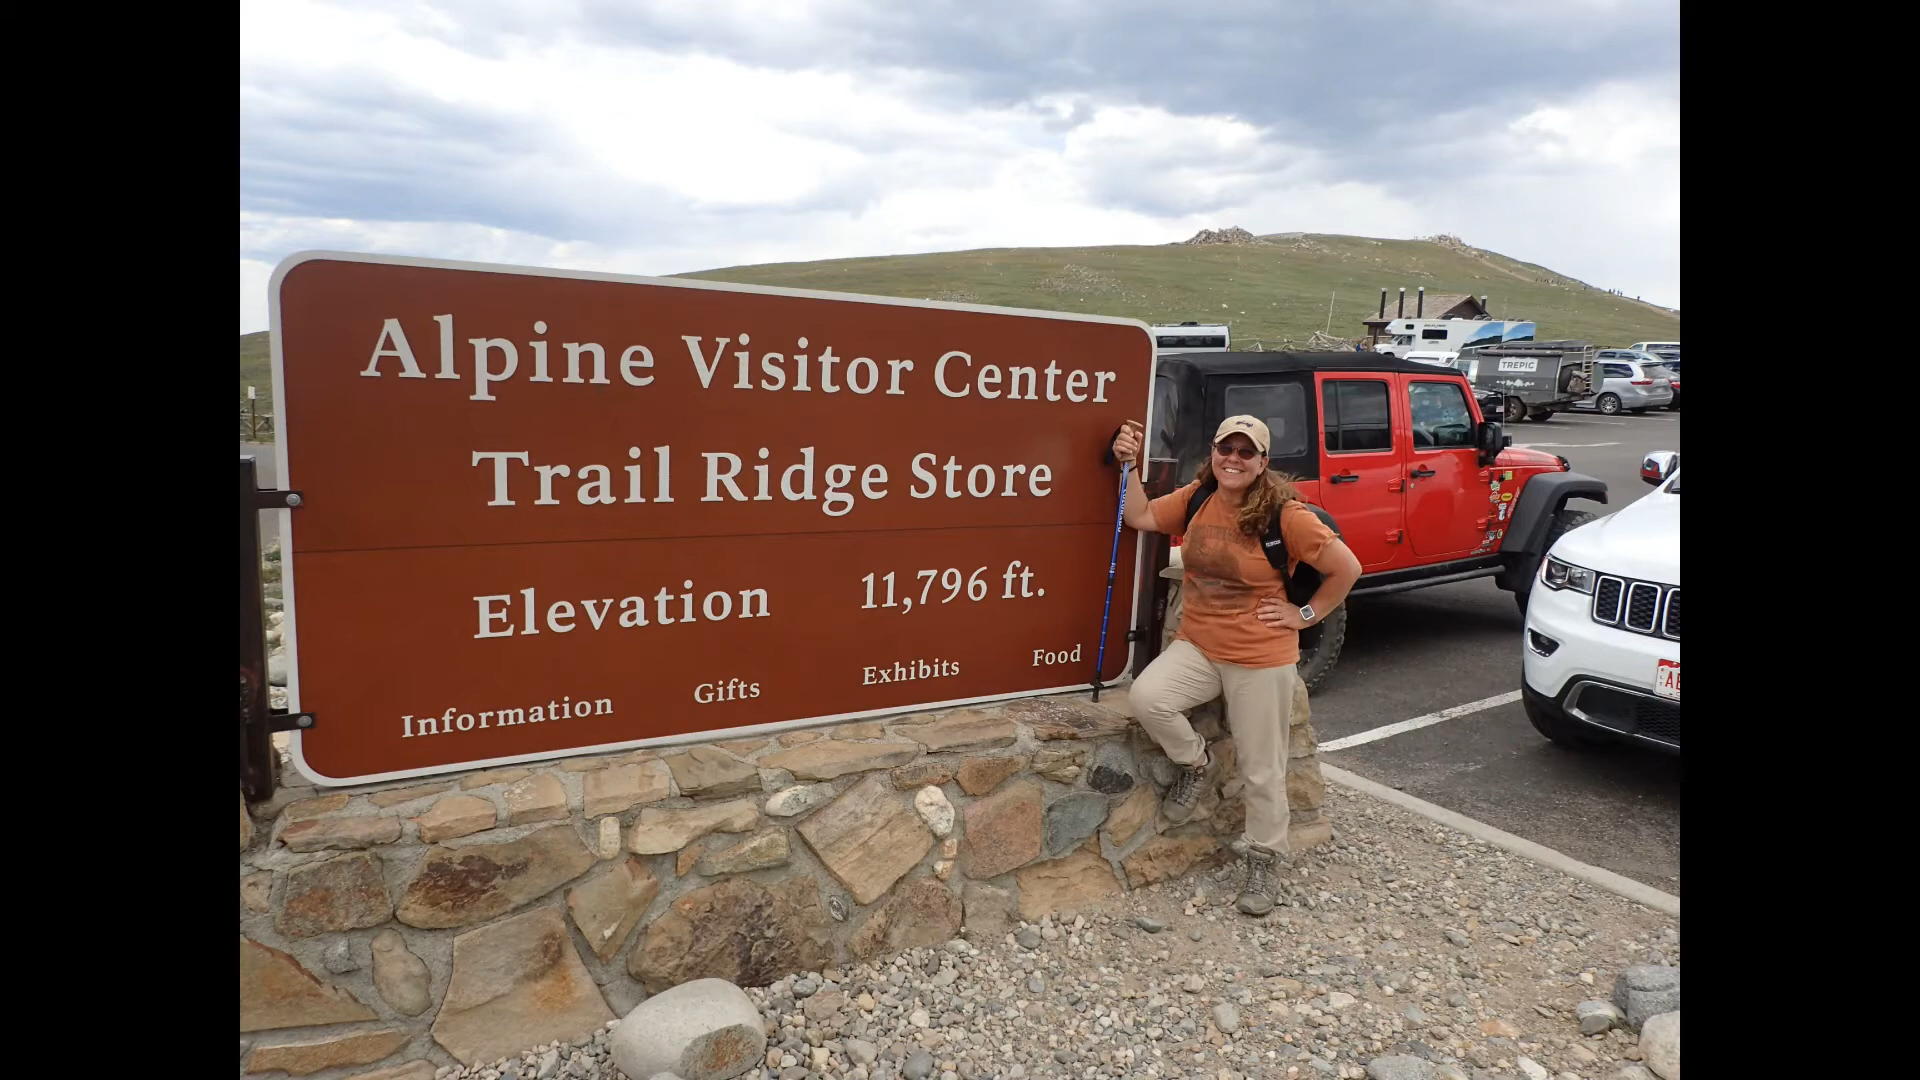 Alpine Visitor Center
Trail Ridge Store
Elevation 11,796 ft.
Information Gifts Exhibits Food
TREPIC